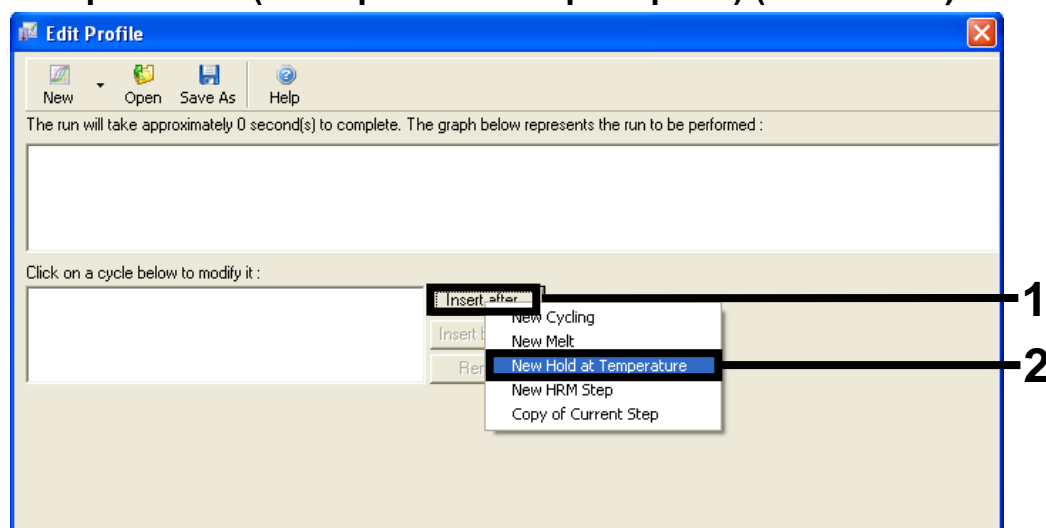 Edit Profile
New Open Save As Help
The run will take approximately 0 second(s) to complete. The graph below represents the run to be performed :
Click on a cycle below to modify it :
Insert after
1
New Cycling
Insert
New Melt
New Hold at Temperature
2
New HRM Step
Copy of Current Step